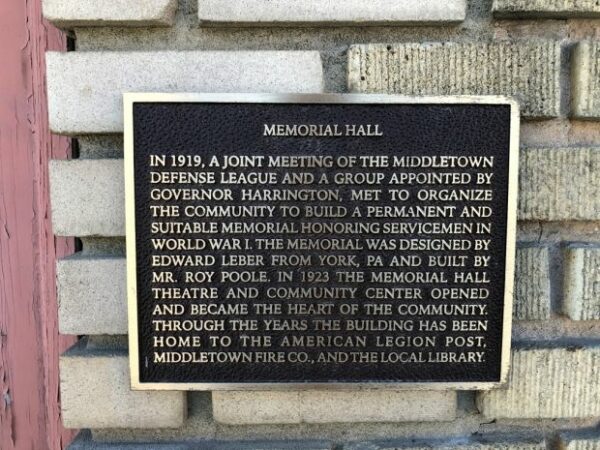 MEMORIAL HALL
IN 1919, A JOINT MEETING OF THE MIDDLETOWN
DEFENSE LEAGUE AND A GROUP APPOINTED BY
GOVERNOR HARRINGTON, MET TO ORGANIZE
THE COMMUNITY TO BUILD A PERMANENT AND
SUITABLE MEMORIAL HONORING SERVICEMEN IN
WORLD WAR I. THE MEMORIAL WAS DESIGNED BY
EDWARD LEBER FROM YORK, PA AND BUILT BY
MR. ROY POOLE. IN 1923 THE MEMORIAL HALL
THEATRE AND COMMUNITY CENTER OPENED
AND BECAME THE HEART OF THE COMMUNITY.
THROUGH THE YEARS THE BUILDING HAS BEEN
HOME TO THE AMERICAN LEGION POST,
MIDDLETOWN FIRE CO., AND THE LOCAL LIBRARY.